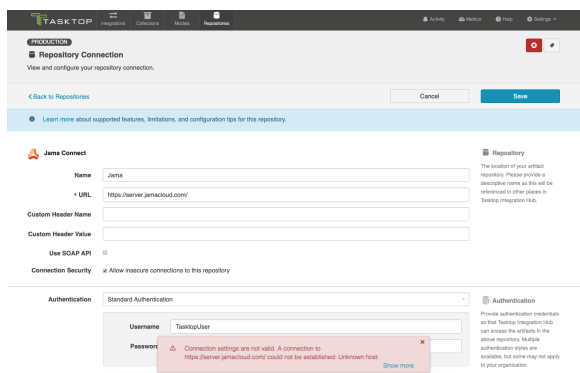 TASKTOP
Integrations
Collections
Models
Repositories
Activity
Metrics
Help
Settings
PRODUCTION
Repository Connection
View and configure your repository connection.
Back to Repositories
Cancel
Save
Learn more about supported features, limitations, and configuration tips for this repository.
Jama Connect
Name
Jama
* URL
https://server.jamacloud.com/
Custom Header Name
Custom Header Value
Use SOAP API
Connection Security
Allow insecure connections to this repository
Repository
The location of your artifact
repository. Please provide a
descriptive name as this will be
referenced in other places in
Tasktop Integration Hub.
Authentication
Standard Authentication
Username
TasktopUser
Password
Connection settings are not valid. A connection to
https://server.jamacloud.com/ could not be established: Unknown host.
Show more
Authentication
Provide authentication credentials
so that Tasktop Integration Hub
can access the artifacts in the
above repository. Multiple
authentication styles are
available, but some may not apply
to your organization.